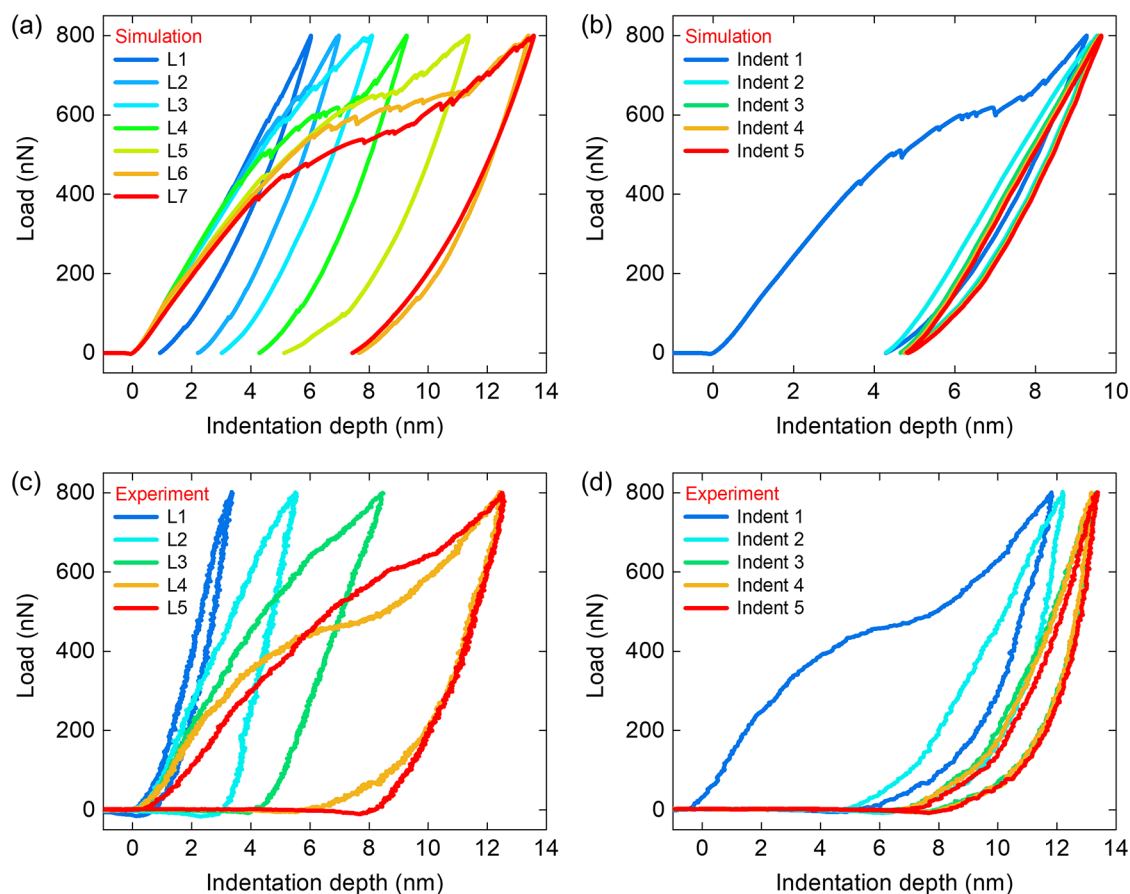 (a)
Simulation
L1
L2
L3
L4
L5
L6
L7
800
600
400
200
0
Load (nN)
0 2 4 6 8 10 12 14
Indentation depth (nm)
(b)
Simulation
Indent 1
Indent 2
Indent 3
Indent 4
Indent 5
800
600
400
200
0
Load (nN)
0 2 4 6 8 10
Indentation depth (nm)
(c)
Experiment
L1
L2
L3
L4
L5
800
600
400
200
0
Load (nN)
0 2 4 6 8 10 12 14
Indentation depth (nm)
(d)
Experiment
Indent 1
Indent 2
Indent 3
Indent 4
Indent 5
800
600
400
200
0
Load (nN)
0 2 4 6 8 10 12 14
Indentation depth (nm)